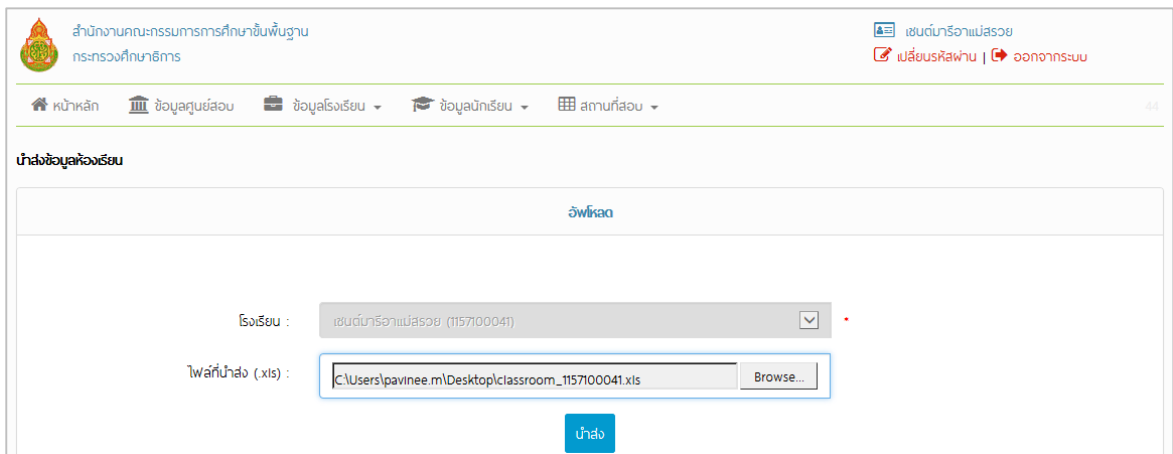 สำนักงานคณะกรรมการการศึกษาขั้นพื้นฐาน
กระทรวงศึกษาธิการ
เซนต์มารีอาแม่สรวย
เปลี่ยนรหัสผ่าน | ออกจากระบบ
หน้าหลัก ข้อมูลศูนย์สอบ ข้อมูลโรงเรียน ข้อมูลนักเรียน สถานที่สอบ 44
นำส่งข้อมูลห้องเรียน
อัพโหลด
โรงเรียน : เซนต์มารีอาแม่สรวย (1157100041) *
ไฟล์ที่นำส่ง (.xls) : C:\Users\pavinee.m\Desktop\classroom_1157100041.xls Browse...
นำส่ง